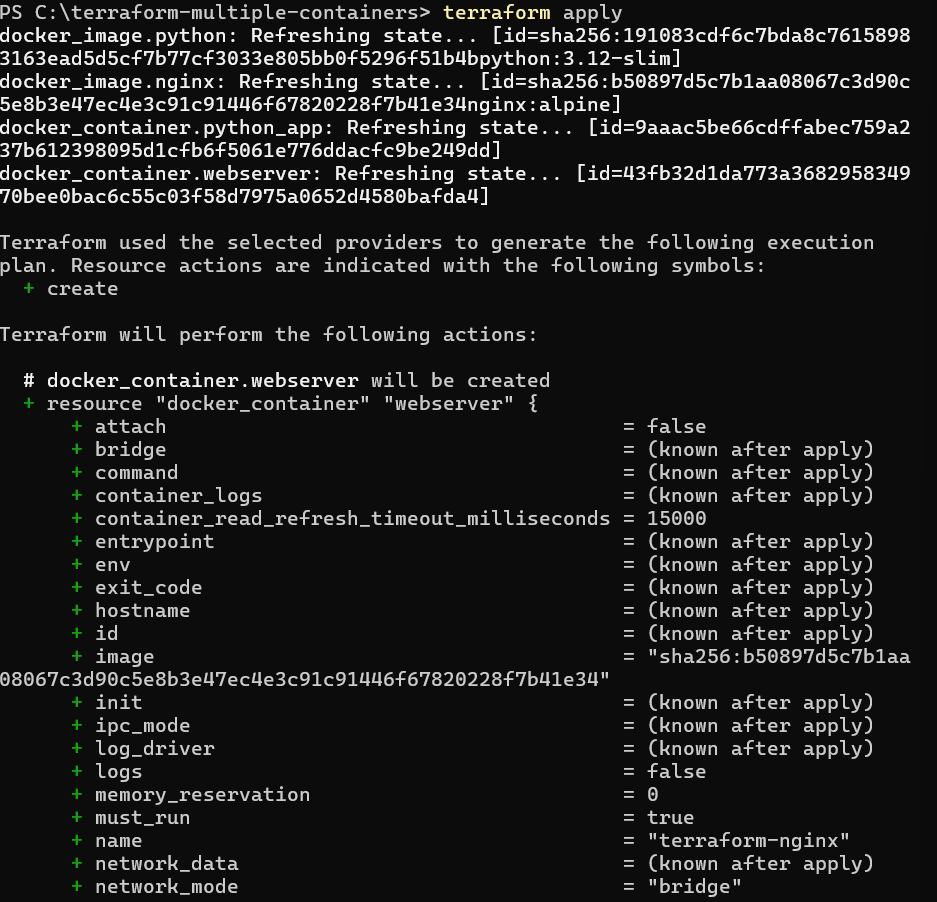 PS C:\terraform-multiple-containers> terraform apply
docker_image.python: Refreshing state... [id=sha256:191083cdf6c7bda8c7615898
3163ead5d5cf7b77cf3033e805bb0f5296f51b4bpython:3.12-slim]
docker_image.nginx: Refreshing state... [id=sha256:b50897d5c7b1aa08067c3d90c
5e8b3e47ec4e3c91c91446f67820228f7b41e34nginx:alpine]
docker_container.python_app: Refreshing state... [id=9aaac5be66cdffabec759a2
37b612398095d1cfb6f5061e776ddacfc9be249dd]
docker_container.webserver: Refreshing state... [id=43fb32d1da773a3682958349
70bee0bac6c55c03f58d7975a0652d4580bafda4]

Terraform used the selected providers to generate the following execution
plan. Resource actions are indicated with the following symbols:
  + create

Terraform will perform the following actions:

  # docker_container.webserver will be created
  + resource "docker_container" "webserver" {
      + attach                                      = false
      + bridge                                      = (known after apply)
      + command                                     = (known after apply)
      + container_logs                              = (known after apply)
      + container_read_refresh_timeout_milliseconds = 15000
      + entrypoint                                  = (known after apply)
      + env                                         = (known after apply)
      + exit_code                                   = (known after apply)
      + hostname                                    = (known after apply)
      + id                                          = (known after apply)
      + image                                       = "sha256:b50897d5c7b1aa
08067c3d90c5e8b3e47ec4e3c91c91446f67820228f7b41e34"
      + init                                        = (known after apply)
      + ipc_mode                                    = (known after apply)
      + log_driver                                  = (known after apply)
      + logs                                        = false
      + memory_reservation                          = 0
      + must_run                                    = true
      + name                                        = "terraform-nginx"
      + network_data                                = (known after apply)
      + network_mode                                = "bridge"